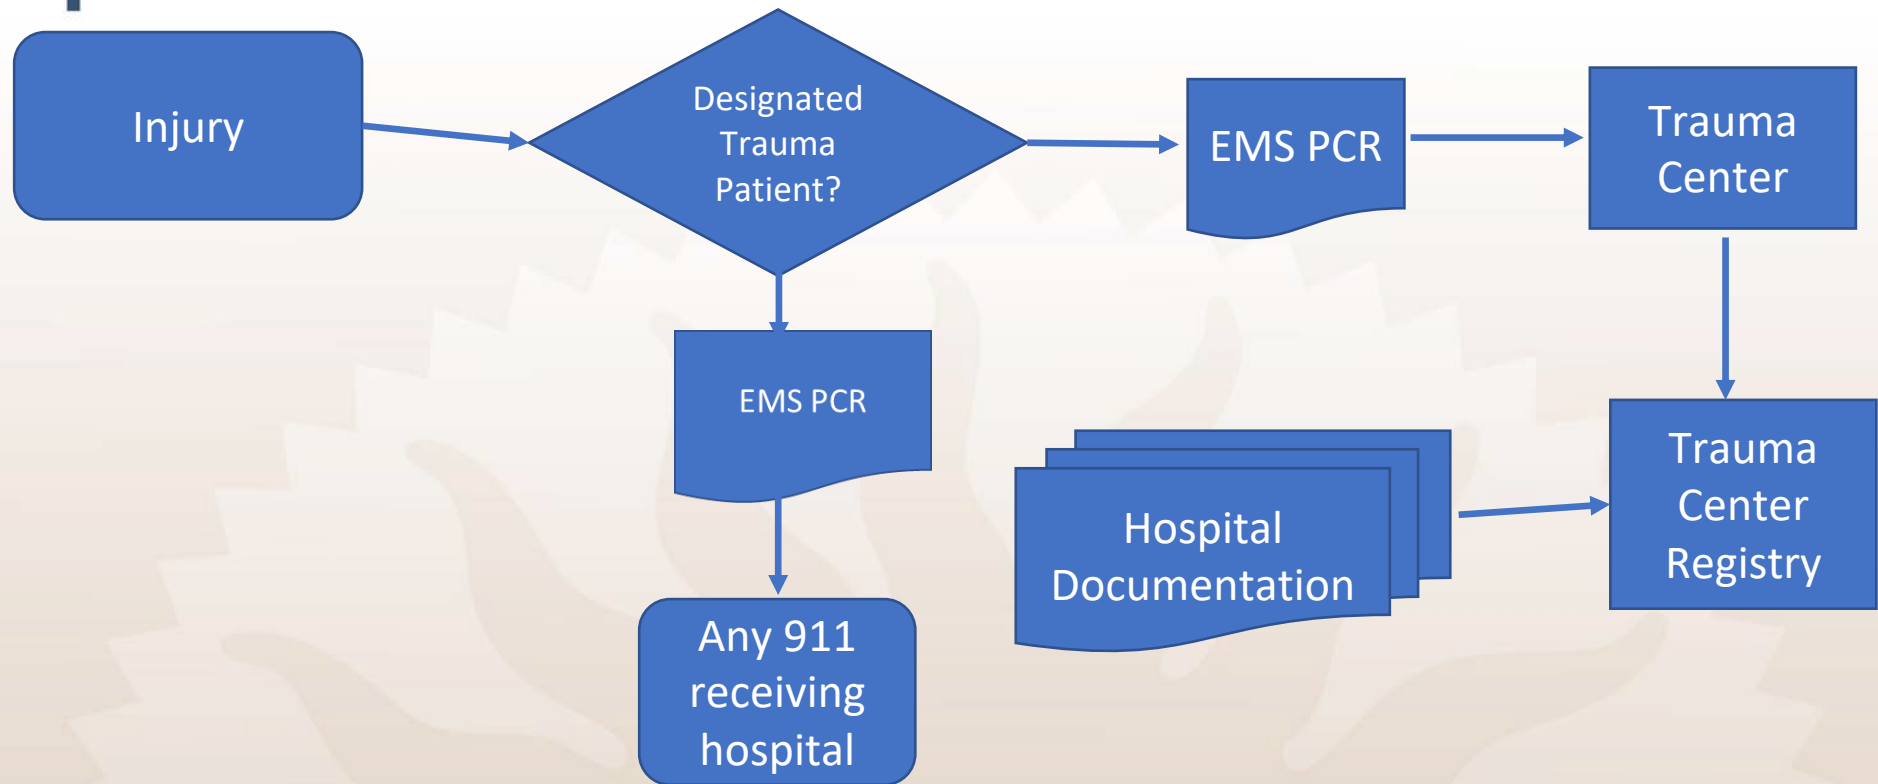 Injury
Designated
Trauma
Patient?
EMS PCR
Trauma
Center
EMS PCR
Any 911
receiving
hospital
Hospital
Documentation
Trauma
Center
Registry